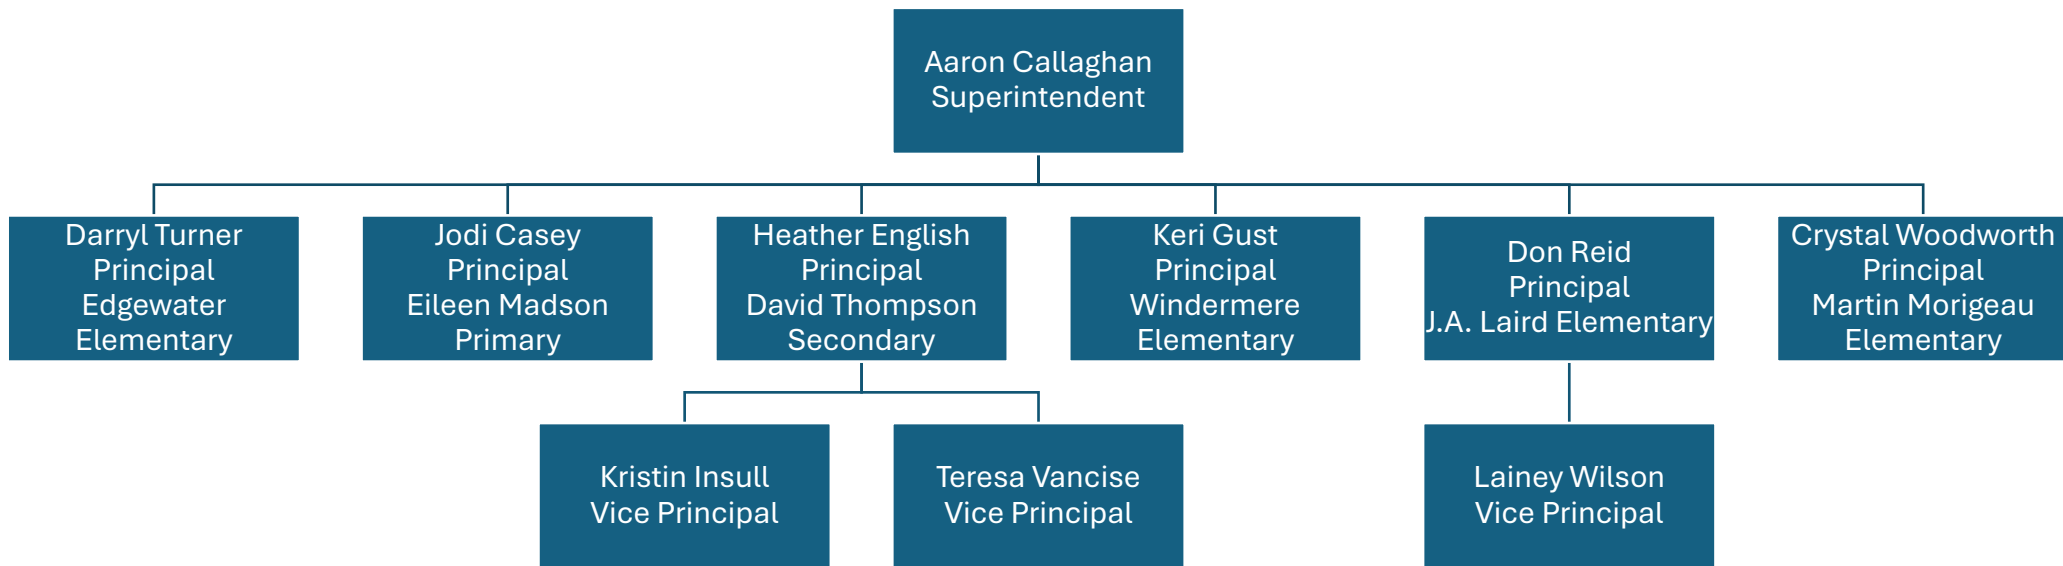 Aaron Callaghan
Superintendent
Darryl Turner
Principal
Edgewater
Elementary
Jodi Casey
Principal
Eileen Madson
Primary
Heather English
Principal
David Thompson
Secondary
Keri Gust
Principal
Windermere
Elementary
Don Reid
Principal
J.A. Laird Elementary
Crystal Woodworth
Principal
Martin Morigeau
Elementary
Kristin Insull
Vice Principal
Teresa Vancise
Vice Principal
Lainey Wilson
Vice Principal